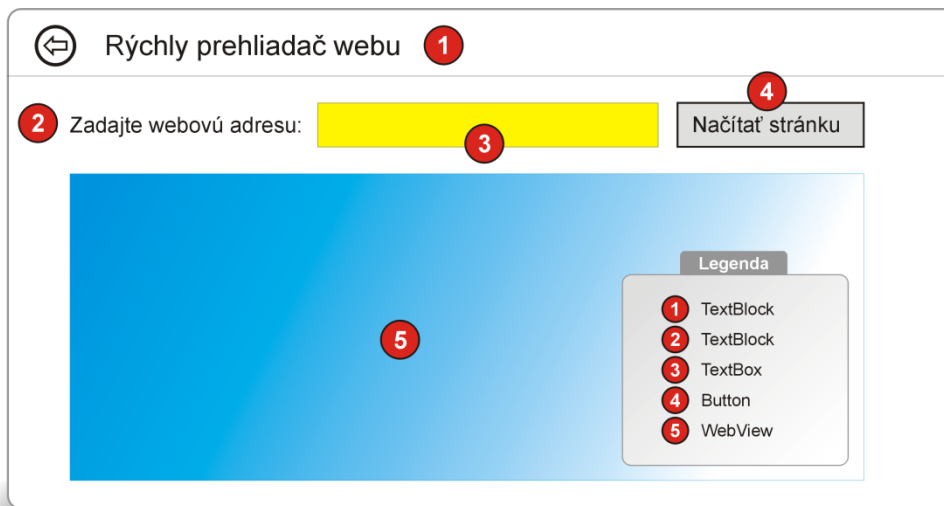 Rýchly prehliadač webu 1
4
2 Zadajte webovú adresu: Načítať stránku
3
Legenda
1 TextBlock
2 TextBlock
3 TextBox
4 Button
5 WebView
5